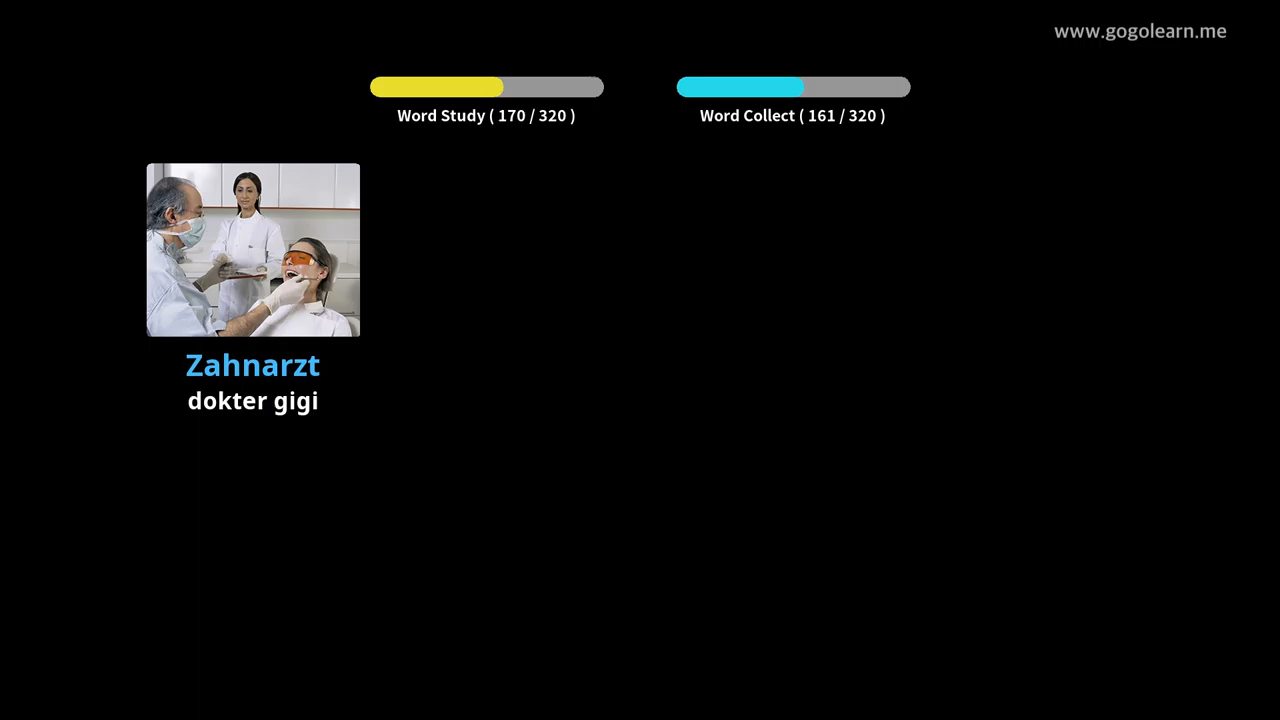 www.gogolearn.me
Word Study ( 170 / 320 )
Word Collect ( 161 / 320 )
Zahnarzt
dokter gigi